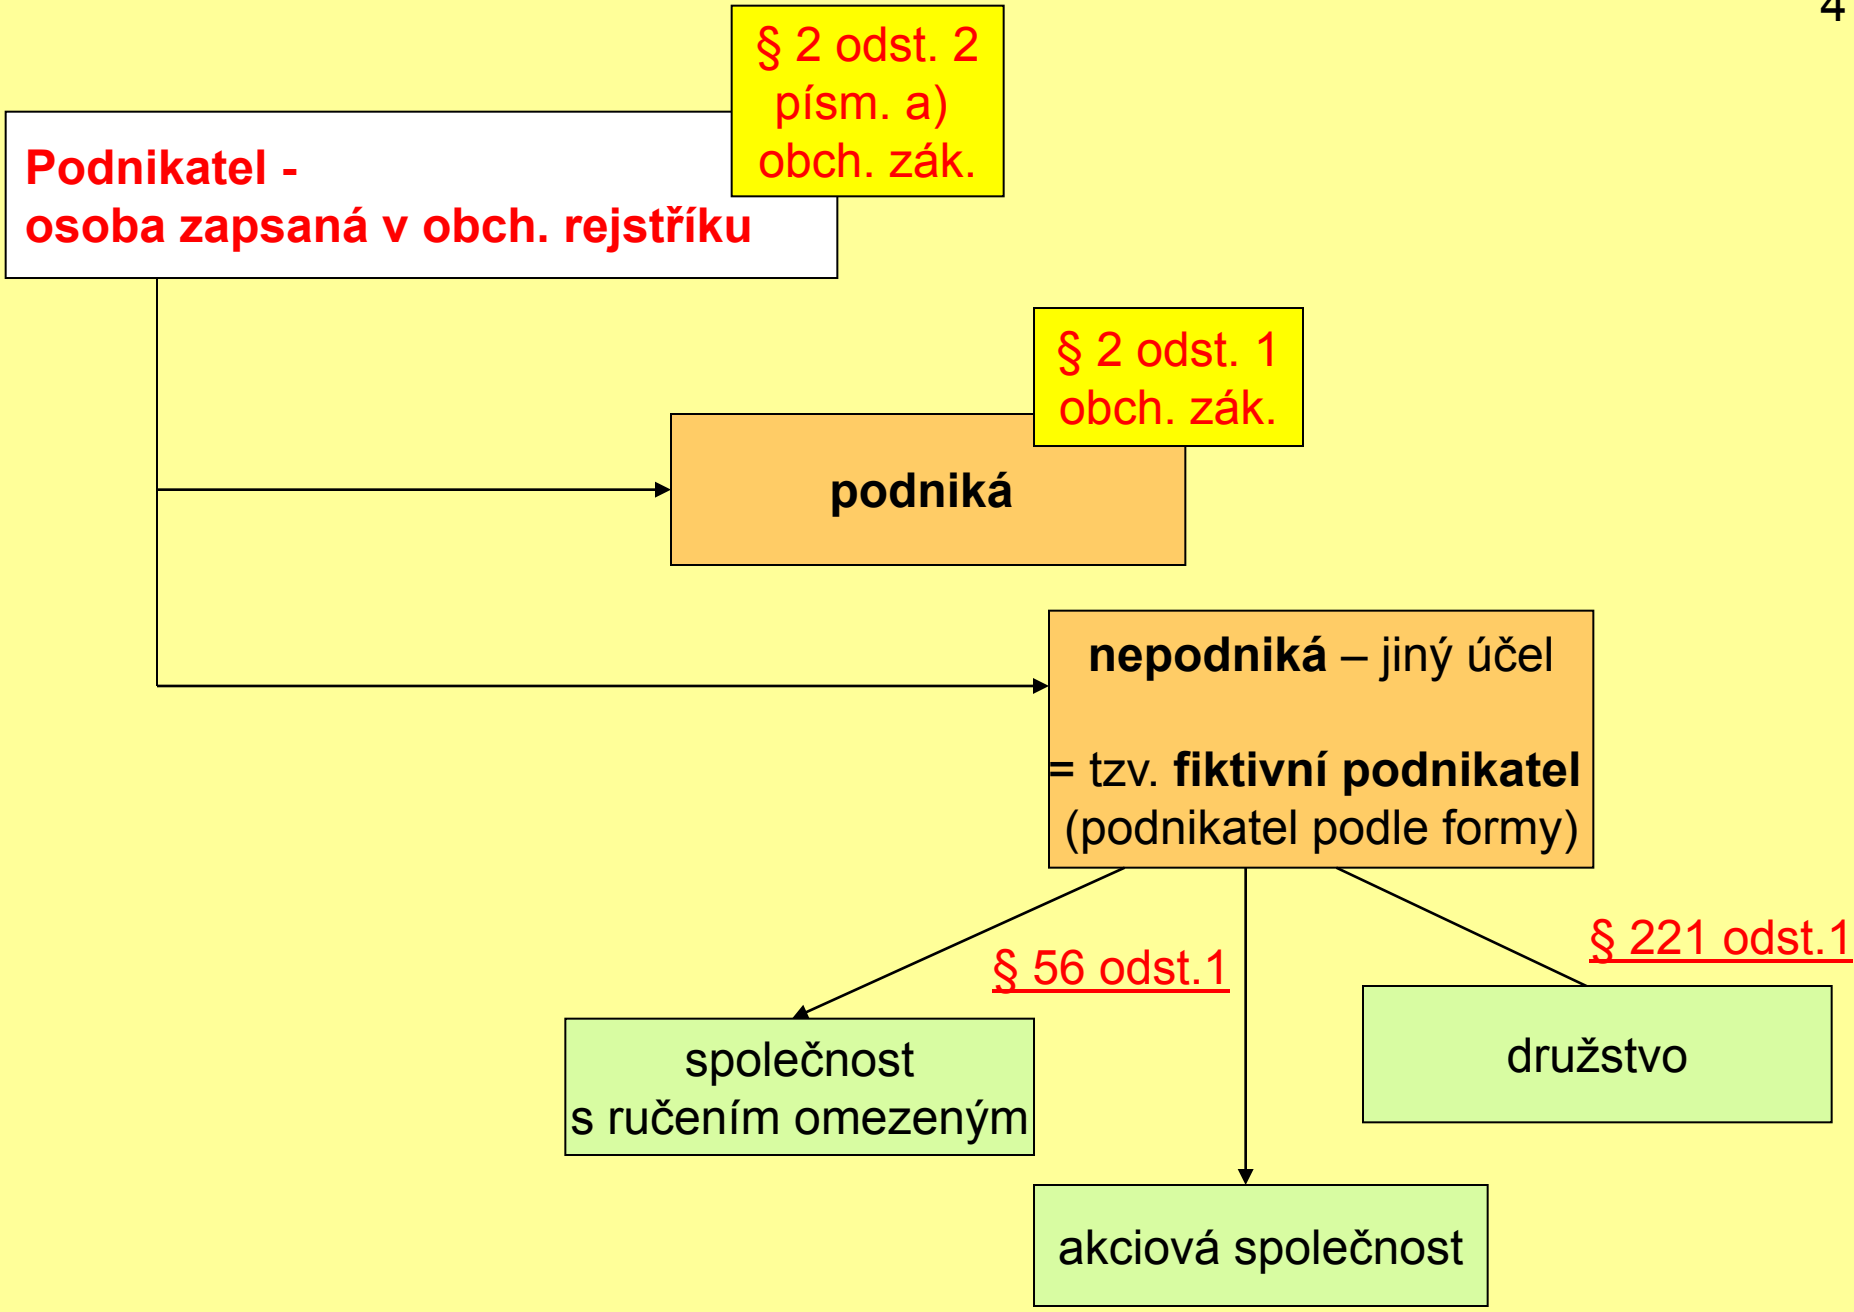 4
§ 2 odst. 2
písm. a)
obch. zák.
Podnikatel -
osoba zapsaná v obch. rejstříku
§ 2 odst. 1
obch. zák.
podniká
nepodniká – jiný účel
= tzv. fiktivní podnikatel
(podnikatel podle formy)
§ 56 odst.1
§ 221 odst.1
společnost
s ručením omezeným
družstvo
akciová společnost